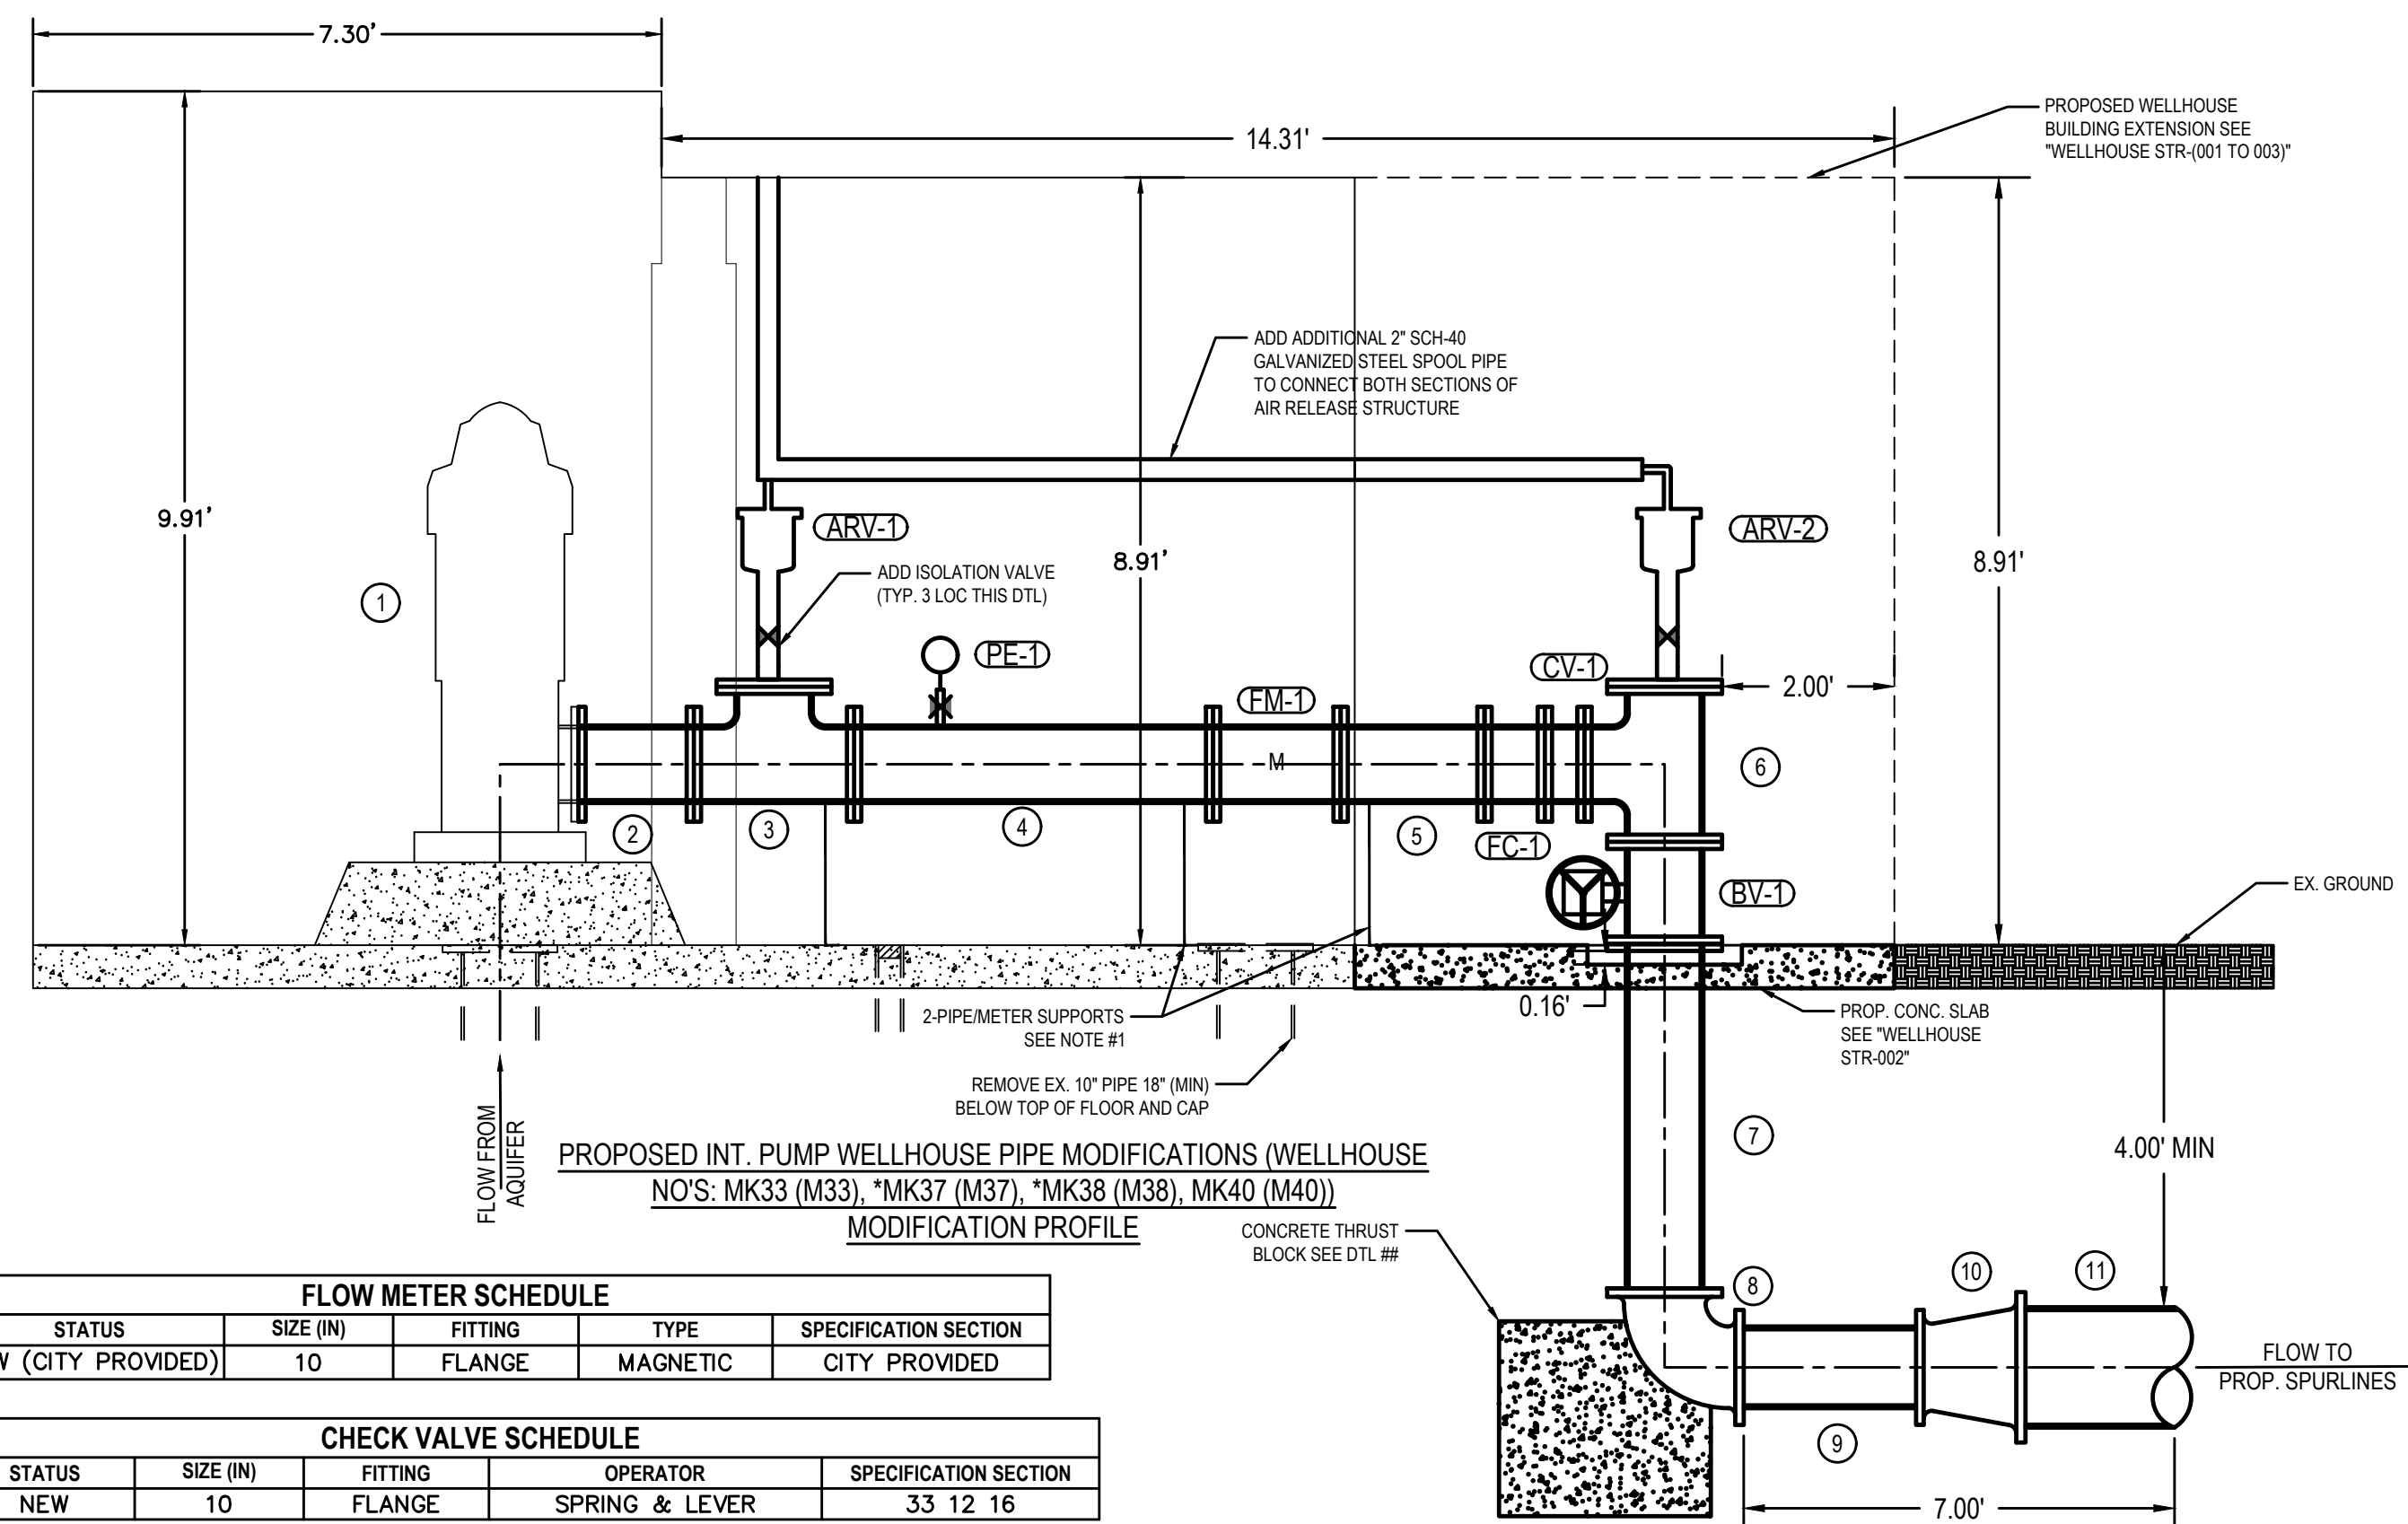 7.30'
14.31'
PROPOSED WELLHOUSE
BUILDING EXTENSION SEE
"WELLHOUSE STR-(001 TO 003)"
ADD ADDITIONAL 2" SCH-40
GALVANIZED STEEL SPOOL PIPE
TO CONNECT BOTH SECTIONS OF
AIR RELEASE STRUCTURE
9.91'
ARV-1
ARV-2
8.91'
8.91'
ADD ISOLATION VALVE
(TYP. 3 LOC THIS DTL)
1
PE-1
CV-1
FM-1
2.00'
M
6
2
3
4
5
FC-1
BV-1
EX. GROUND
0.16'
2-PIPE/METER SUPPORTS
SEE NOTE #1
PROP. CONC. SLAB
SEE "WELLHOUSE
STR-002"
REMOVE EX. 10" PIPE 18" (MIN)
BELOW TOP OF FLOOR AND CAP
FLOW FROM
AQUIFER
7
4.00' MIN
PROPOSED INT. PUMP WELLHOUSE PIPE MODIFICATIONS (WELLHOUSE
NO'S: MK33 (M33), *MK37 (M37), *MK38 (M38), MK40 (M40))
MODIFICATION PROFILE
CONCRETE THRUST
BLOCK SEE DTL ##
8
10
11
9
FLOW TO
PROP. SPURLINES
7.00'
FLOW METER SCHEDULE
STATUS SIZE (IN) FITTING TYPE SPECIFICATION SECTION
(CITY PROVIDED) 10 FLANGE MAGNETIC CITY PROVIDED
CHECK VALVE SCHEDULE
STATUS SIZE (IN) FITTING OPERATOR SPECIFICATION SECTION
NEW 10 FLANGE SPRING & LEVER 33 12 16